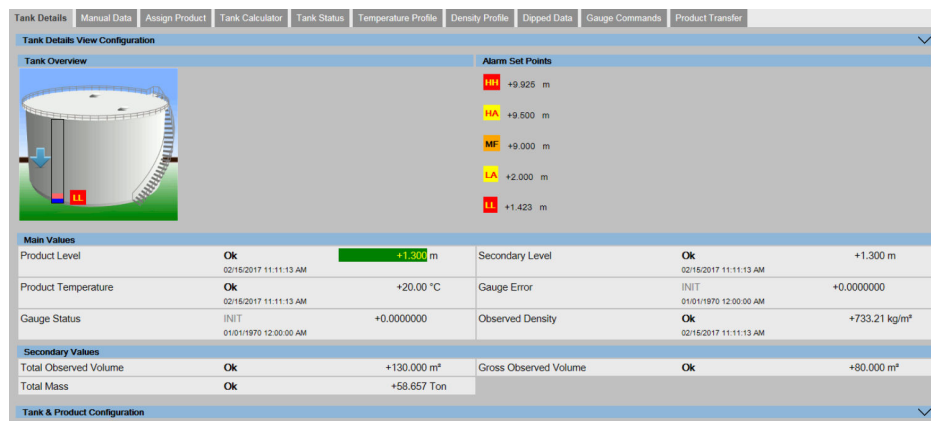 Tank Details Manual Data Assign Product Tank Calculator Tank Status Temperature Profile Density Profile Dipped Data Gauge Commands Product Transfer
Tank Details View Configuration
Tank Overview
LL
Alarm Set Points
HH +9.925 m
HA +9.500 m
MF +9.000 m
LA +2.000 m
LL +1.423 m
Main Values
Product Level Ok +1.300 m
02/15/2017 11:11:13 AM
Secondary Level Ok +1.300 m
02/15/2017 11:11:13 AM
Product Temperature Ok +20.00 °C
02/15/2017 11:11:13 AM
Gauge Error INIT +0.0000000
01/01/1970 12:00:00 AM
Gauge Status INIT +0.0000000
01/01/1970 12:00:00 AM
Observed Density Ok +733.21 kg/m³
02/15/2017 11:11:13 AM
Secondary Values
Total Observed Volume Ok +130.000 m³
Gross Observed Volume Ok +80.000 m³
Total Mass Ok +58.657 Ton
Tank & Product Configuration